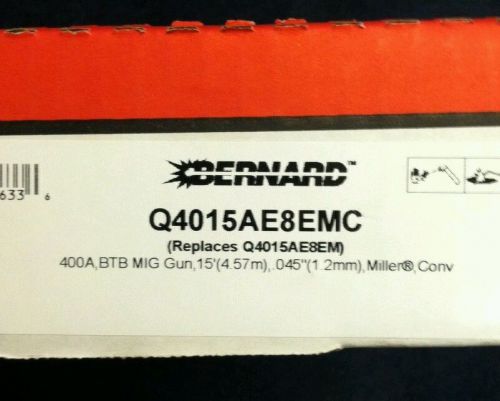 BERNARD™
633 6
Q4015AE8EMC
(Replaces Q4015AE8EM)
400A,BTB MIG Gun,15'(4.57m),.045"(1.2mm),Miller®,Conv